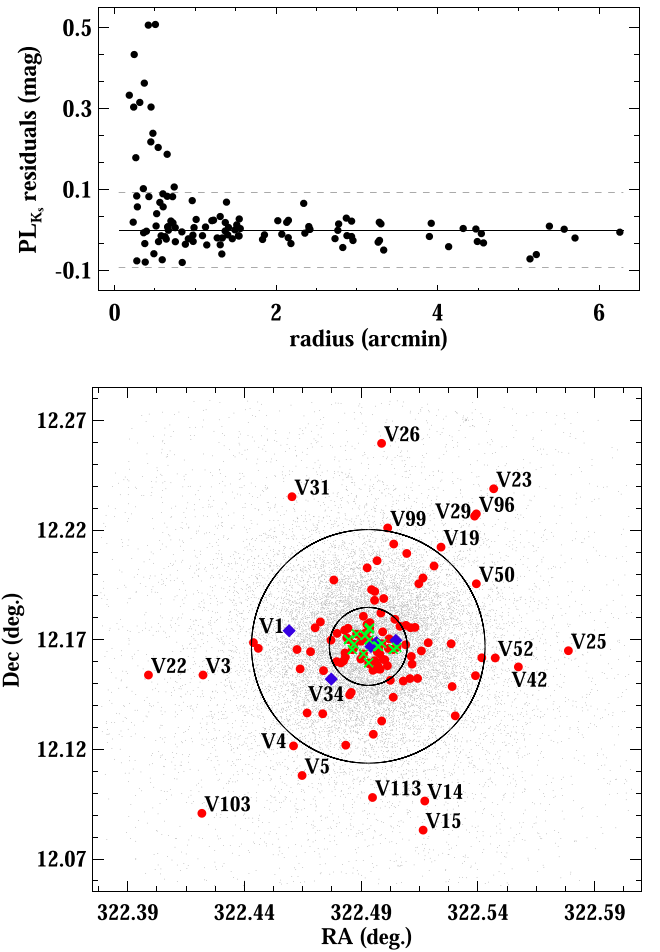 PLKs residuals (mag)
0.5
0.3
0.1
-0.1
0 2 4 6
radius (arcmin)
Dec (deg.)
12.27
12.22
12.17
12.12
12.07
V26
V23
V31
V29 V96
V99
V19
V50
V1
V52 V25
V22 V3
V42
V34
V4
V5
V113 V14
V103
V15
322.39 322.44 322.49 322.54 322.59
RA (deg.)